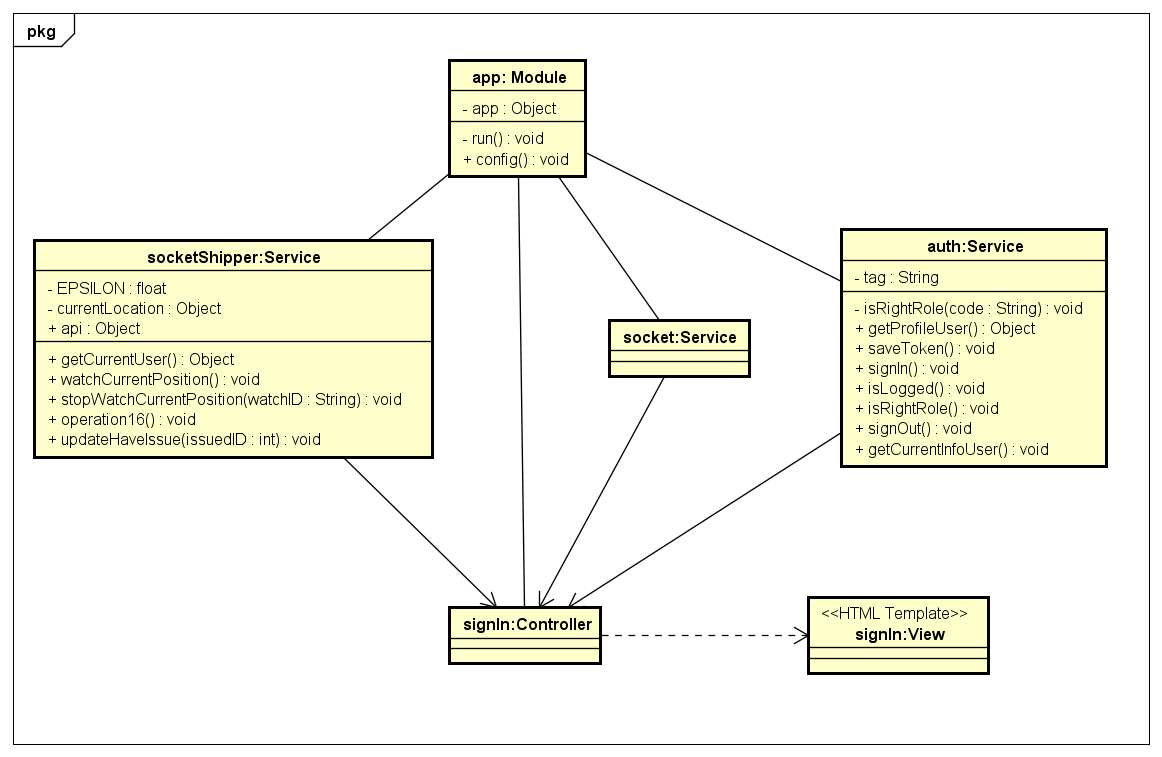 pkg
app: Module
- app : Object
- run() : void
+ config() : void
socketShipper:Service
- EPSILON : float
- currentLocation : Object
+ api : Object
+ getCurrentUser() : Object
+ watchCurrentPosition() : void
+ stopWatchCurrentPosition(watchID : String) : void
+ operation16() : void
+ updateHaveIssue(issuedID : int) : void
socket:Service
auth:Service
- tag : String
- isRightRole(code : String) : void
+ getProfileUser() : Object
+ saveToken() : void
+ signIn() : void
+ isLogged() : void
+ isRightRole() : void
+ signOut() : void
+ getCurrentInfoUser() : void
signIn:Controller
<<HTML Template>>
signIn:View